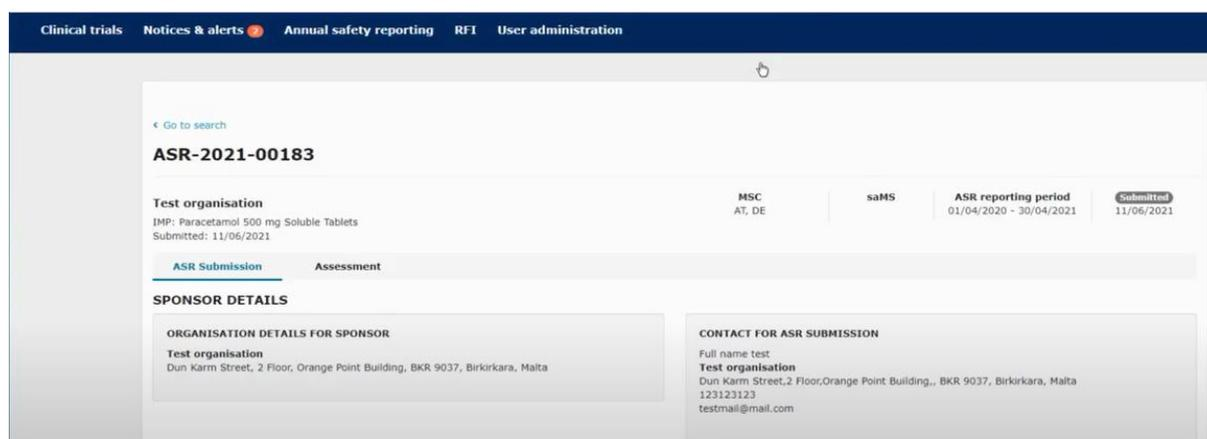 Clinical trials Notices & alerts 2 Annual safety reporting RFI User administration
Go to search
ASR-2021-00183
Test organisation
IMP: Paracetamol 500 mg Soluble Tablets
Submitted: 11/06/2021
MSC
AT, DE
saMS
ASR reporting period
01/04/2020 - 30/04/2021
Submitted
11/06/2021
ASR Submission Assessment
SPONSOR DETAILS
ORGANISATION DETAILS FOR SPONSOR
Test organisation
Dun Karm Street, 2 Floor, Orange Point Building, BKR 9037, Birkirkara, Malta
CONTACT FOR ASR SUBMISSION
Full name test
Test organisation
Dun Karm Street,2 Floor,Orange Point Building,, BKR 9037, Birkirkara, Malta
123123123
testmail@mail.com